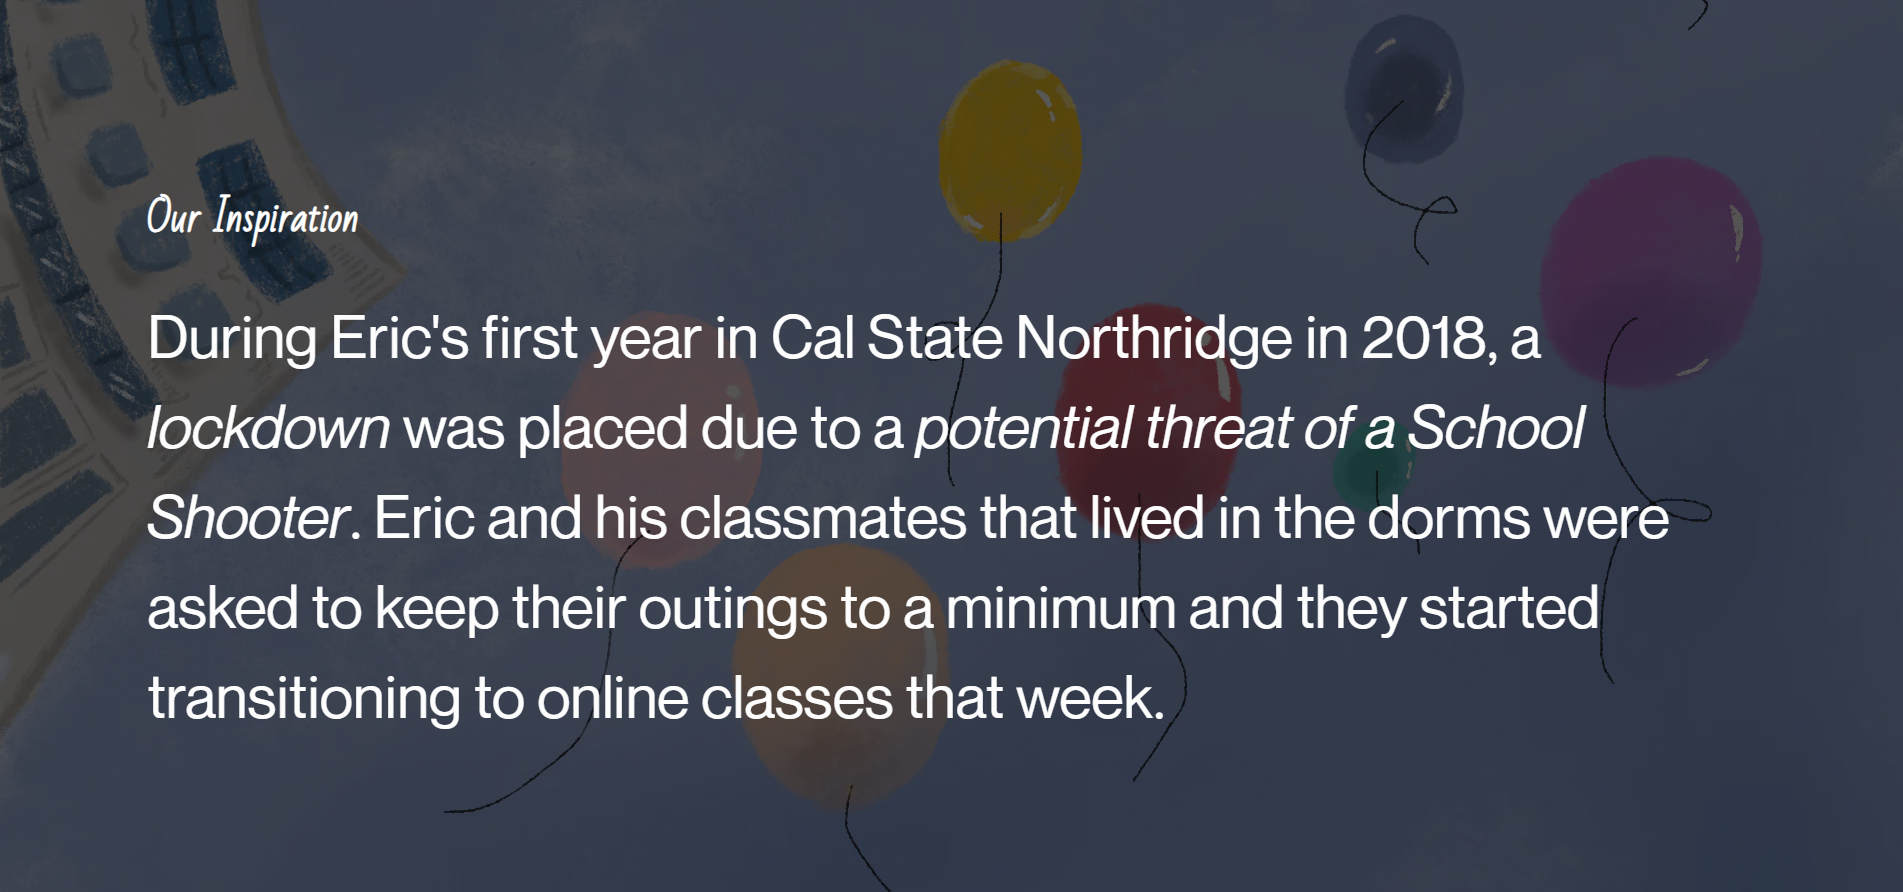 Our Inspiration
During Eric's first year in Cal State Northridge in 2018, a
lockdown was placed due to a potential threat of a School
Shooter. Eric and his classmates that lived in the dorms were
asked to keep their outings to a minimum and they started
transitioning to online classes that week.